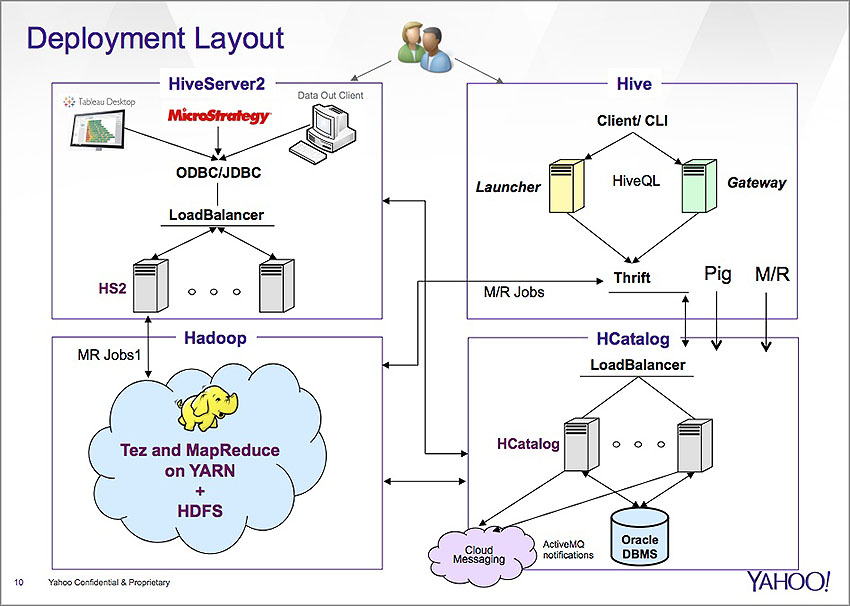 Deployment Layout
HiveServer2
Tableau Desktop
MicroStrategy
Data Out Client
ODBC/JDBC
LoadBalancer
HS2
Hive
Client/ CLI
Launcher
HiveQL
Gateway
Thrift
Pig
M/R
M/R Jobs
Hadoop
MR Jobs1
Tez and MapReduce
on YARN
+
HDFS
HCatalog
LoadBalancer
HCatalog
Cloud
Messaging
ActiveMQ
notifications
Oracle
DBMS
10
Yahoo Confidential & Proprietary
YAHOO!